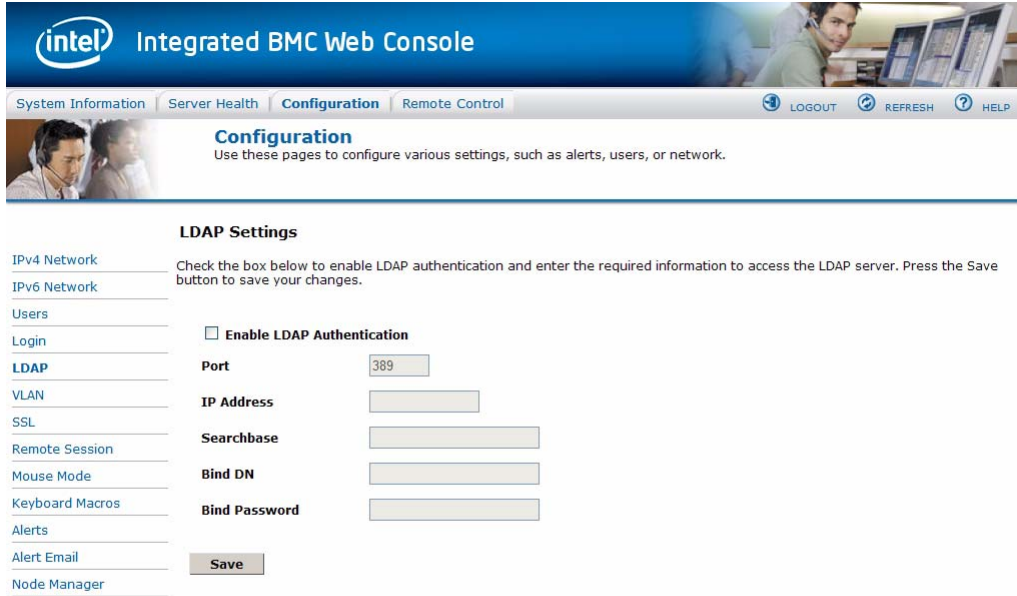 intel Integrated BMC Web Console
System Information Server Health Configuration Remote Control LOGOUT REFRESH HELP
Configuration
Use these pages to configure various settings, such as alerts, users, or network.
LDAP Settings
Check the box below to enable LDAP authentication and enter the required information to access the LDAP server. Press the Save
button to save your changes.
IPv4 Network
IPv6 Network
Users
Login
LDAP
VLAN
SSL
Remote Session
Mouse Mode
Keyboard Macros
Alerts
Alert Email
Node Manager
Enable LDAP Authentication
Port 389
IP Address
Searchbase
Bind DN
Bind Password
Save